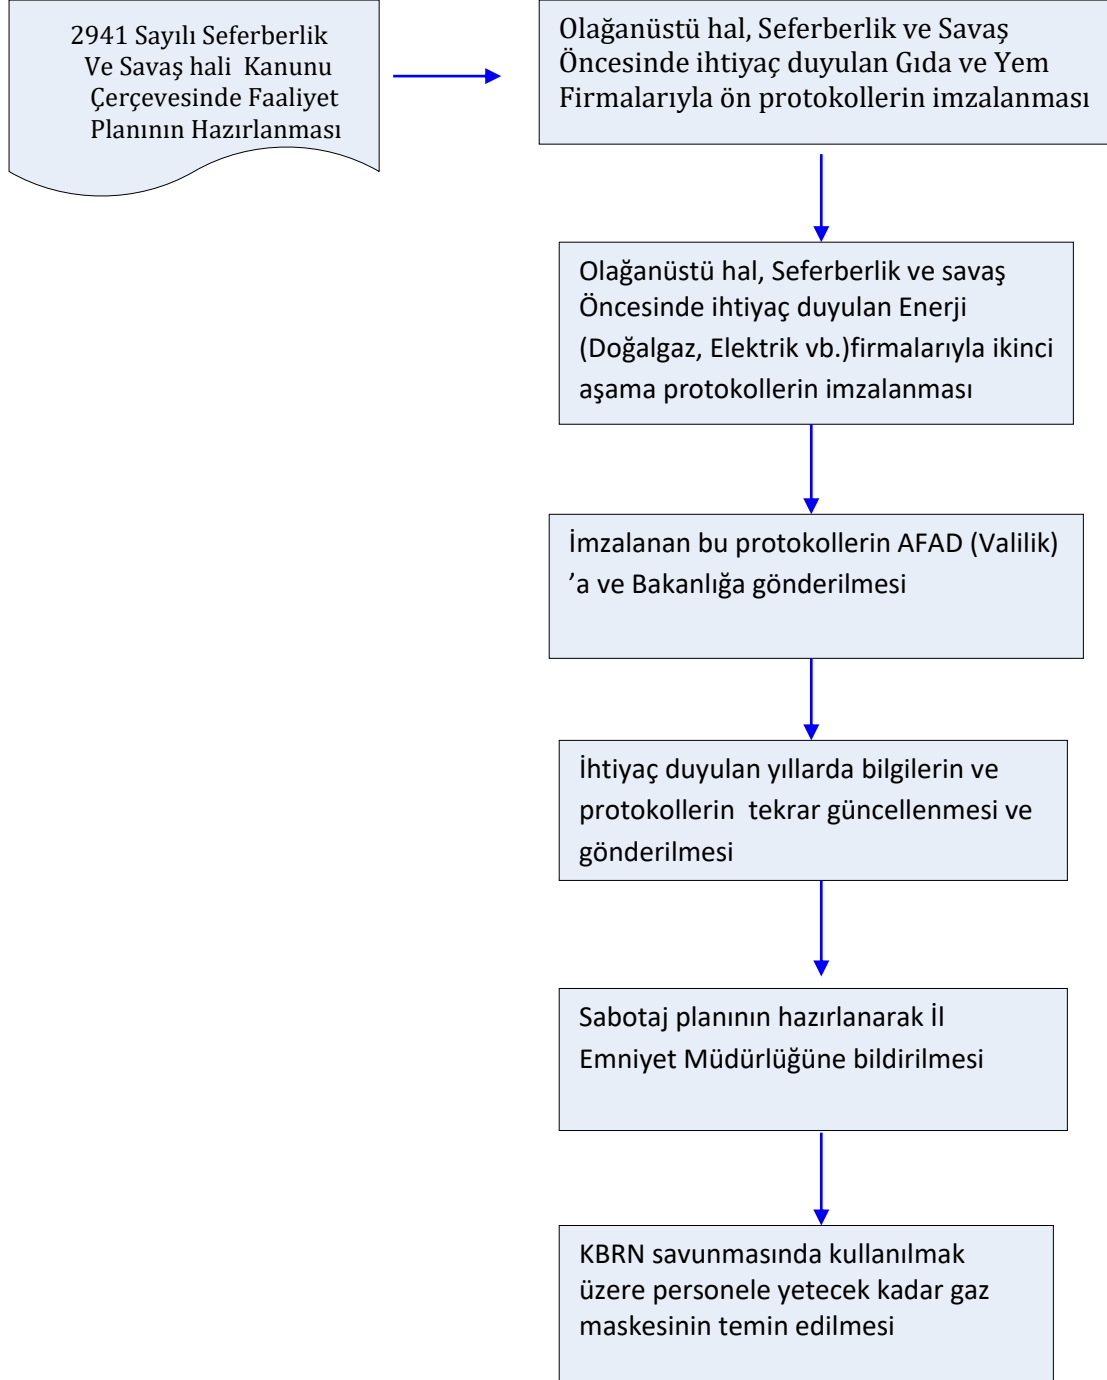 2941 Sayılı Seferberlik
Ve Savaş hali Kanunu
Çerçevesinde Faaliyet
Planının Hazırlanması
Olağanüstü hal, Seferberlik ve Savaş
Öncesinde ihtiyaç duyulan Gıda ve Yem
Firmalarıyla ön protokollerin imzalanması
Olağanüstü hal, Seferberlik ve savaş
Öncesinde ihtiyaç duyulan Enerji
(Doğalgaz, Elektrik vb.)firmalarıyla ikinci
aşama protokollerin imzalanması
İmzalanan bu protokollerin AFAD (Valilik)
’a ve Bakanlığa gönderilmesi
İhtiyaç duyulan yıllarda bilgilerin ve
protokollerin tekrar güncellenmesi ve
gönderilmesi
Sabotaj planının hazırlanarak İl
Emniyet Müdürlüğüne bildirilmesi
KBRN savunmasında kullanılmak
üzere personele yetecek kadar gaz
maskesinin temin edilmesi